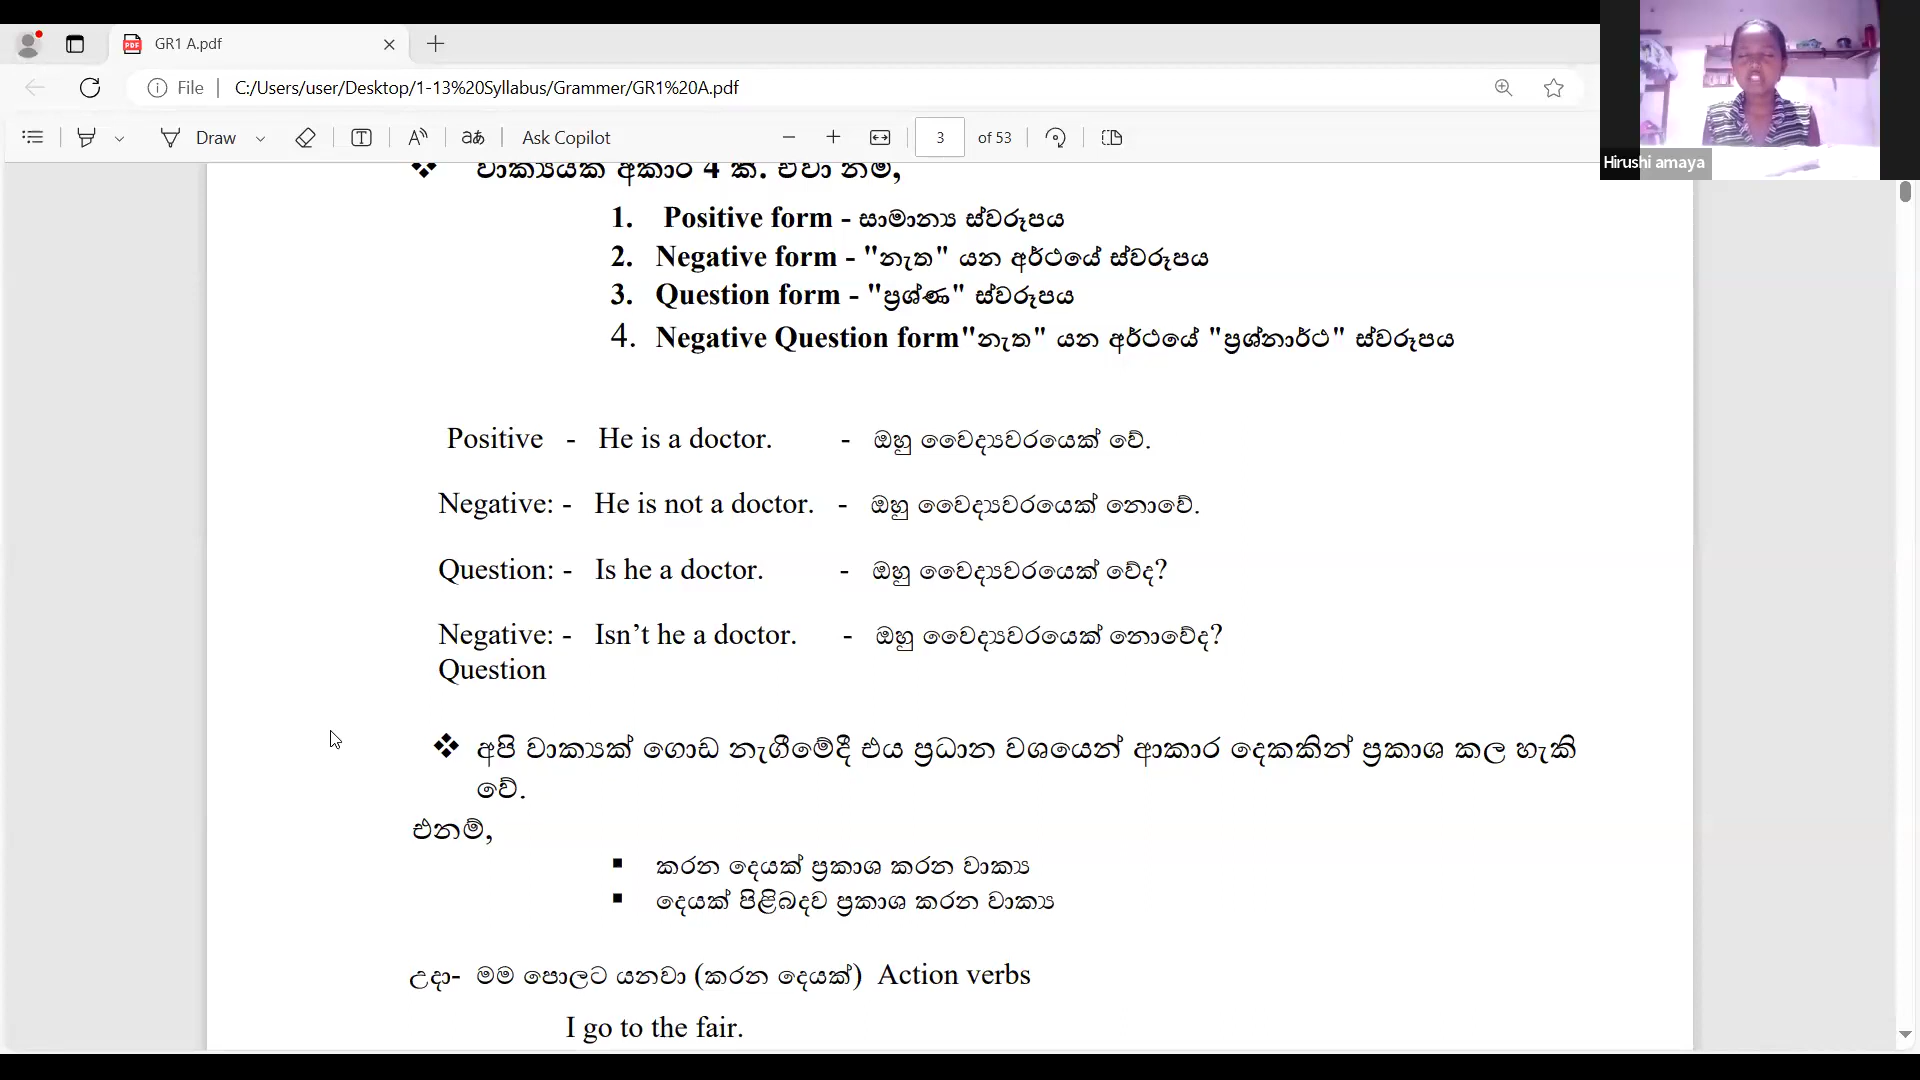 GR1 A.pdf
File C:/Users/user/Desktop/1-13%20Syllabus/Grammer/GR1%20A.pdf
Draw Ask Copilot 3 of 53
Hirushi amaya
❖ වාක්‍යයක අකාර 4 කි. එවා නම්,
1. Positive form - සාමාන්‍ය ස්වරූපය
2. Negative form - "නැත" යන අර්ථයේ ස්වරූපය
3. Question form - "ප්‍රශ්ණ" ස්වරූපය
4. Negative Question form"නැත" යන අර්ථයේ "ප්‍රශ්නාර්ථ" ස්වරූපය
Positive - He is a doctor. - ඔහු වෛද්‍යවරයෙක් වේ.
Negative: - He is not a doctor. - ඔහු වෛද්‍යවරයෙක් නොවේ.
Question: - Is he a doctor. - ඔහු වෛද්‍යවරයෙක් වේද?
Negative: - Isn’t he a doctor. - ඔහු වෛද්‍යවරයෙක් නොවේද?
Question
❖ අපි වාක්‍යක් ගොඩ නැගීමේදී එය ප්‍රධාන වශයෙන් ආකාර දෙකකින් ප්‍රකාශ කල හැකි
වේ.
එනම්,
▪ කරන දෙයක් ප්‍රකාශ කරන වාක්‍ය
▪ දෙයක් පිළිබදව ප්‍රකාශ කරන වාක්‍ය
උදා- මම පොලට යනවා (කරන දෙයක්) Action verbs
I go to the fair.